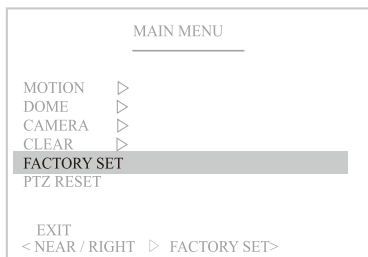 MAIN MENU
MOTION ▷
DOME ▷
CAMERA ▷
CLEAR ▷
FACTORY SET
PTZ RESET
EXIT
< NEAR / RIGHT ▷ FACTORY SET>